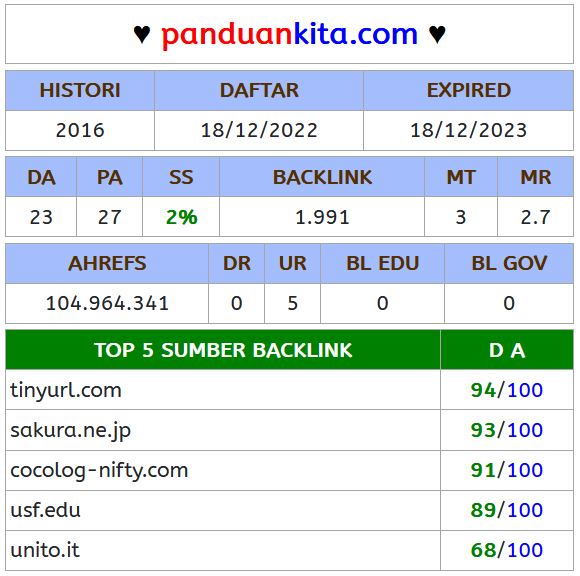 ♥ panduankita.com ♥
HISTORI DAFTAR EXPIRED
2016 18/12/2022 18/12/2023
DA PA SS BACKLINK MT MR
23 27 2% 1.991 3 2.7
AHREFS DR UR BL EDU BL GOV
104.964.341 0 5 0 0
TOP 5 SUMBER BACKLINK D A
tinyurl.com 94/100
sakura.ne.jp 93/100
cocolog-nifty.com 91/100
usf.edu 89/100
unito.it 68/100